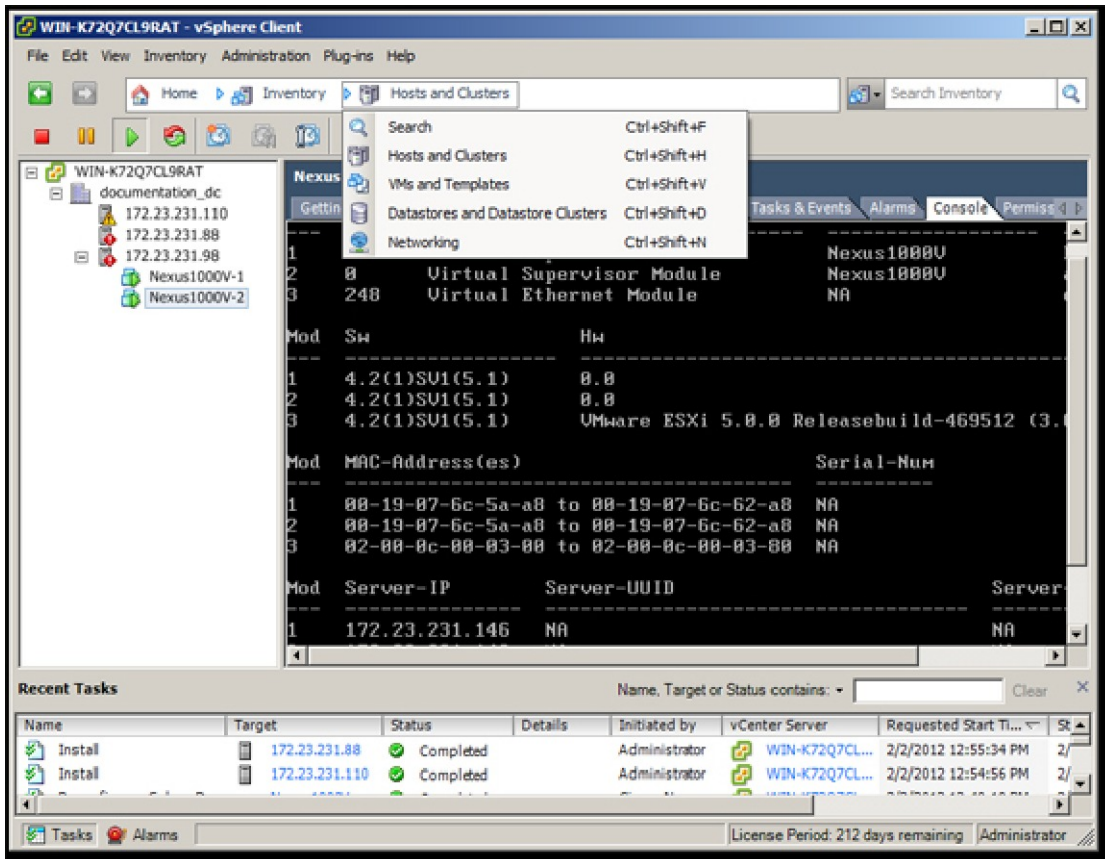 WIN-K72Q7CL9RAT - vSphere Client
File Edit View Inventory Administration Plug-ins Help
Home Inventory Hosts and Clusters Search Inventory
Search Ctrl+Shift+F
Hosts and Clusters Ctrl+Shift+H
VMs and Templates Ctrl+Shift+V
Datastores and Datastore Clusters Ctrl+Shift+D
Networking Ctrl+Shift+N
WIN-K72Q7CL9RAT
documentation_dc
172.23.231.110
172.23.231.88
172.23.231.98
Nexus1000V-1
Nexus1000V-2
Nexus
Gettin Tasks & Events Alarms Console Permiss
--- ------------------
1 Nexus1000V
2 0 Virtual Supervisor Module Nexus1000V
3 248 Virtual Ethernet Module NA
Mod Sw Hw
--- ------------------ ------------------------------------------------
1 4.2(1)SV1(5.1) 0.0
2 4.2(1)SV1(5.1) 0.0
3 4.2(1)SV1(5.1) VMware ESXi 5.0.0 Releasebuild-469512 (3.
Mod MAC-Address(es) Serial-Num
--- -------------------------------------- ----------
1 00-19-07-6c-5a-a8 to 00-19-07-6c-62-a8 NA
2 00-19-07-6c-5a-a8 to 00-19-07-6c-62-a8 NA
3 02-00-0c-00-03-00 to 02-00-0c-00-03-80 NA
Mod Server-IP Server-UUID Server-
--- --------------- ------------------------------------ -------
1 172.23.231.146 NA NA
Recent Tasks
Name, Target or Status contains: Clear
Name Target Status Details Initiated by vCenter Server Requested Start Ti... St
Install 172.23.231.88 Completed Administrator WIN-K72Q7CL... 2/2/2012 12:55:34 PM 2/
Install 172.23.231.110 Completed Administrator WIN-K72Q7CL... 2/2/2012 12:54:56 PM 2/
Tasks Alarms License Period: 212 days remaining Administrator